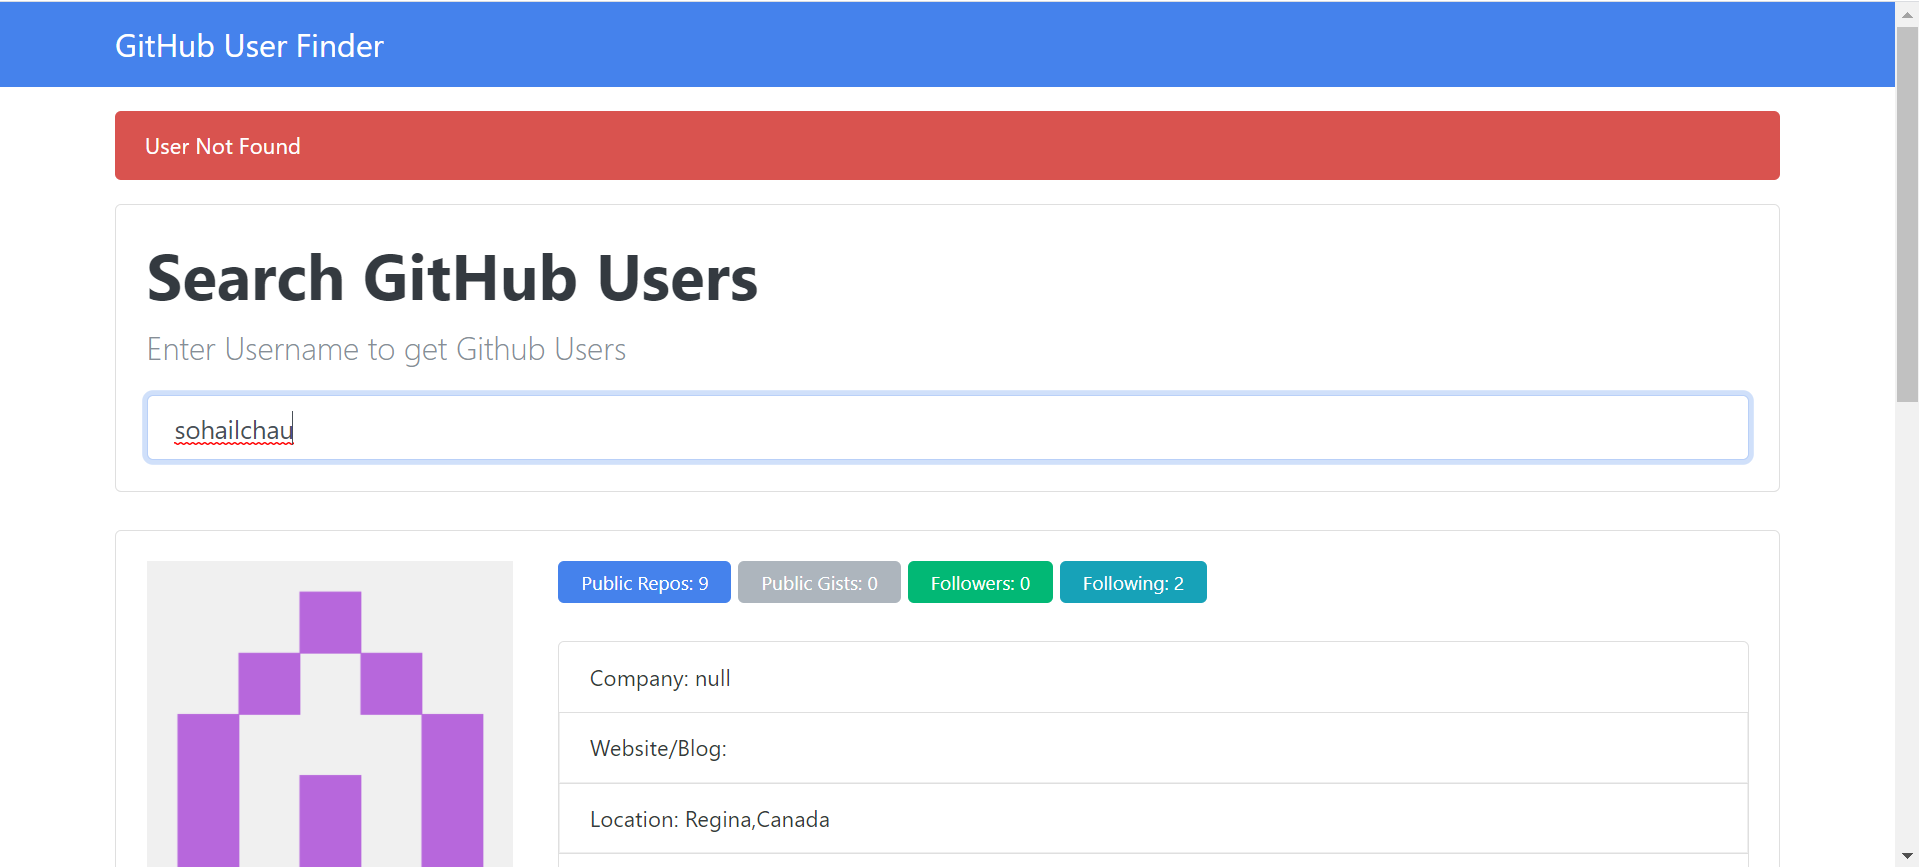 GitHub User Finder
User Not Found
Search GitHub Users
Enter Username to get Github Users
sohailchau
Public Repos: 9 Public Gists: 0 Followers: 0 Following: 2
Company: null
Website/Blog:
Location: Regina,Canada